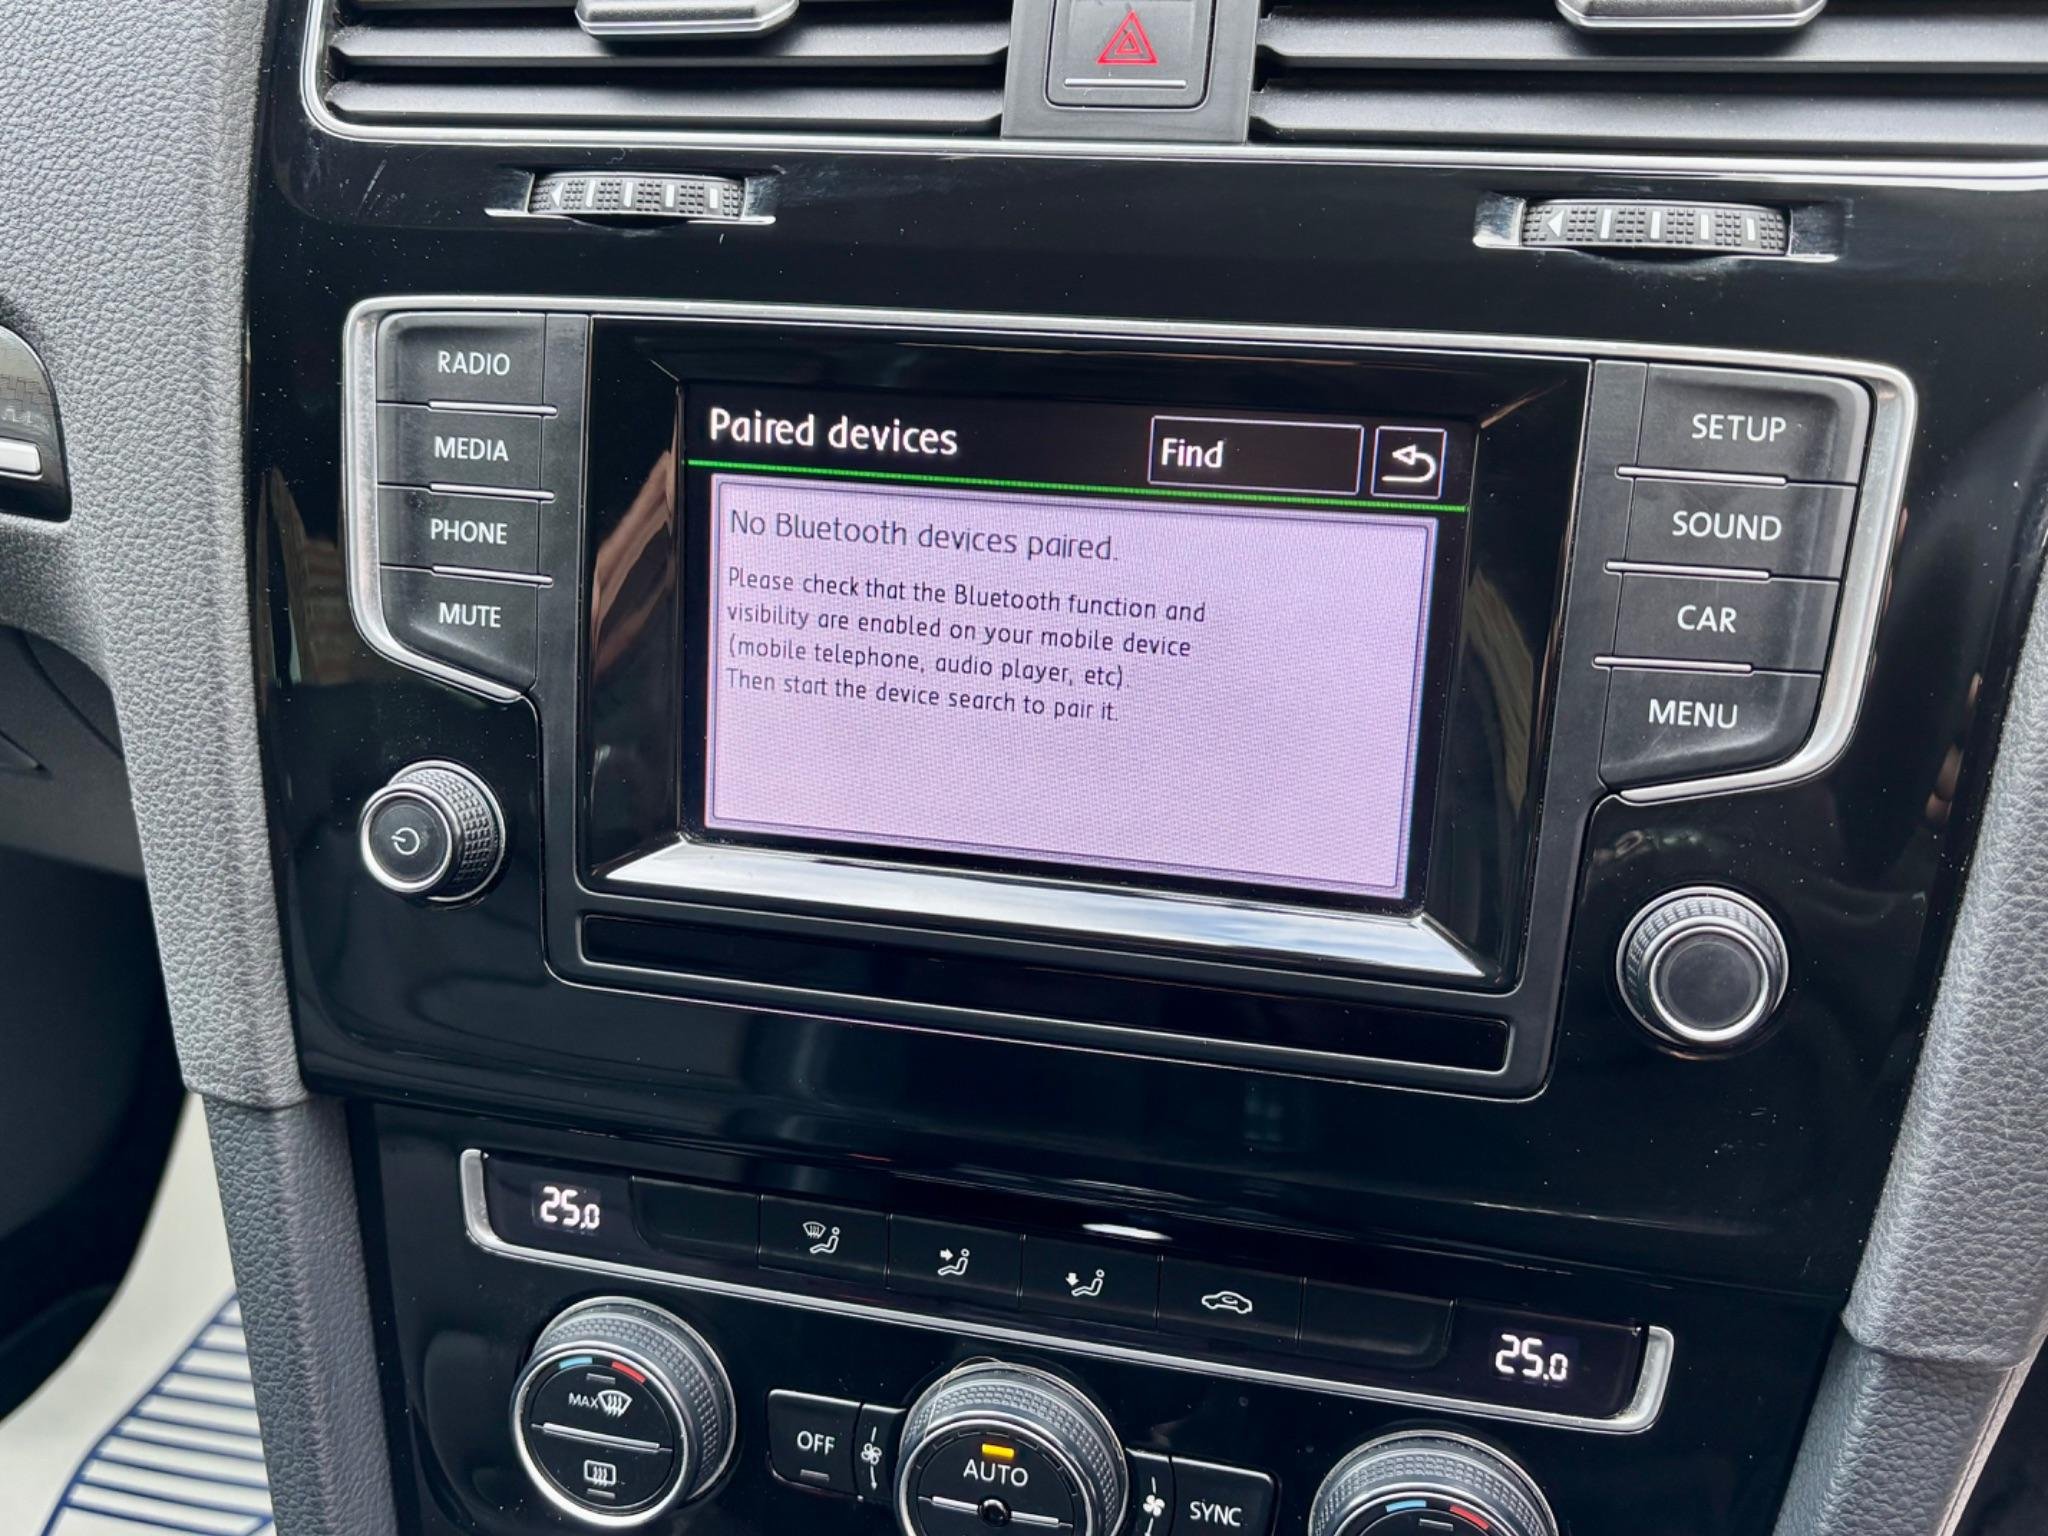 RADIO
MEDIA
PHONE
MUTE
Paired devices
Find
No Bluetooth devices paired.
Please check that the Bluetooth function and
visibility are enabled on your mobile device
(mobile telephone, audio player, etc).
Then start the device search to pair it.
SETUP
SOUND
CAR
MENU
25.0
25.0
MAX
OFF
AUTO
SYNC